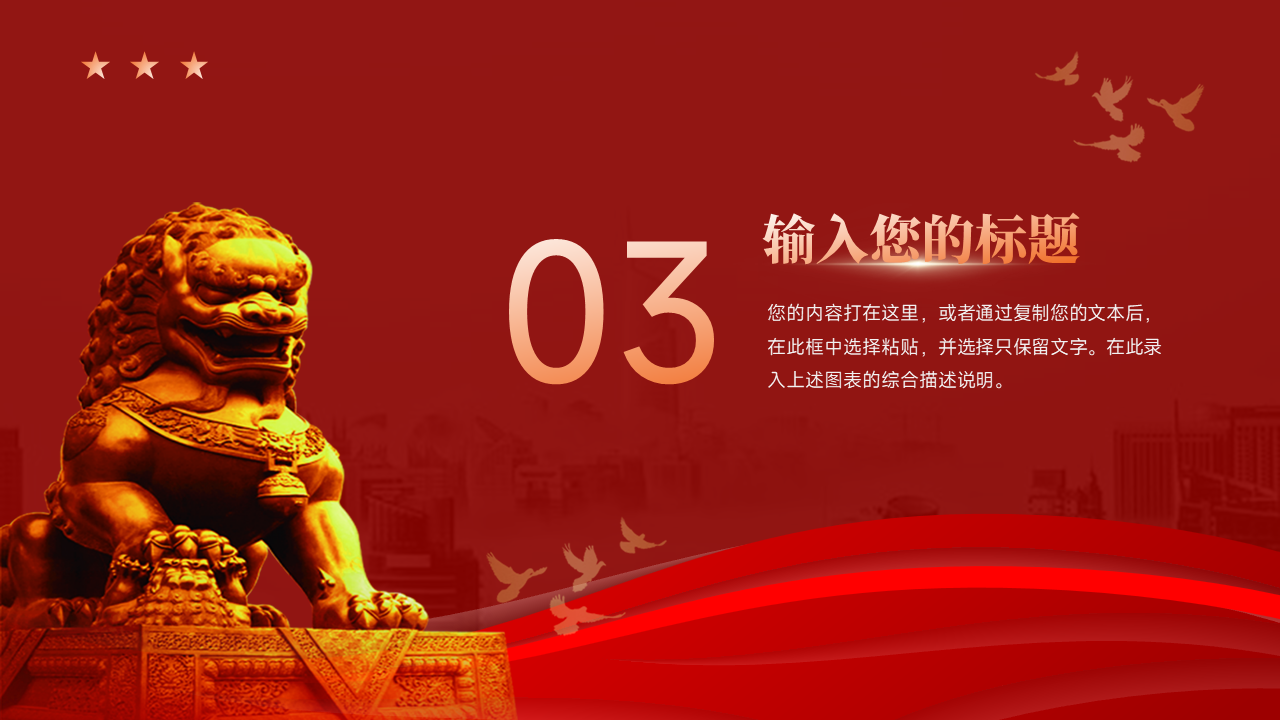 03
输入您的标题
您的内容打在这里，或者通过复制您的文本后，
在此框中选择粘贴，并选择只保留文字。在此录
入上述图表的综合描述说明。